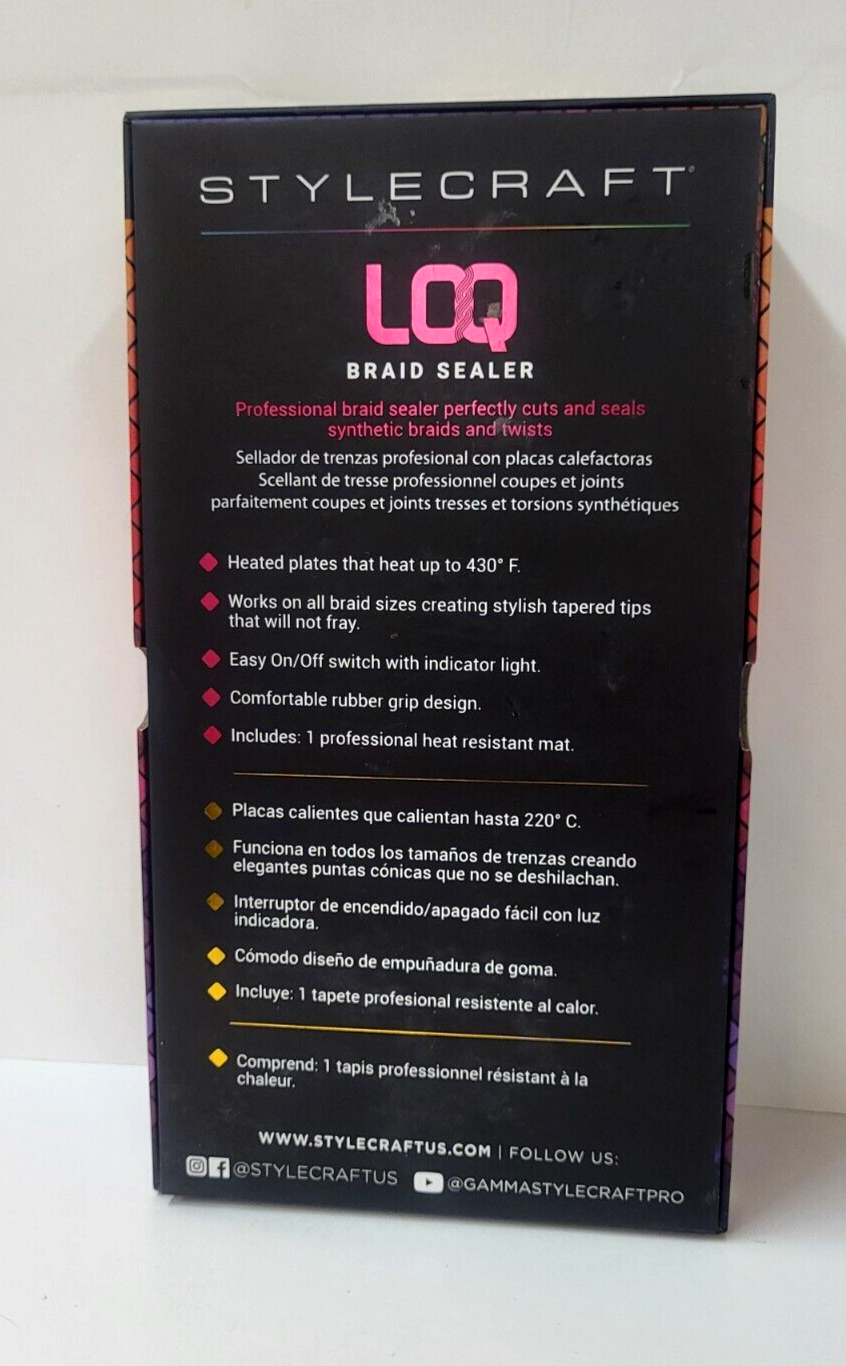 STYLECRAFT®
LOQ
BRAID SEALER
Professional braid sealer perfectly cuts and seals
synthetic braids and twists
Sellador de trenzas profesional con placas calefactoras
Scellant de tresse professionnel coupes et joints
parfaitement coupes et joints tresses et torsions synthétiques
Heated plates that heat up to 430° F.
Works on all braid sizes creating stylish tapered tips
that will not fray.
Easy On/Off switch with indicator light.
Comfortable rubber grip design.
Includes: 1 professional heat resistant mat.
Placas calientes que calientan hasta 220° C.
Funciona en todos los tamaños de trenzas creando
elegantes puntas cónicas que no se deshilachan.
Interruptor de encendido/apagado fácil con luz
indicadora.
Cómodo diseño de empuñadura de goma.
Incluye: 1 tapete profesional resistente al calor.
Comprend: 1 tapis professionnel résistant à la
chaleur.
WWW.STYLECRAFTUS.COM | FOLLOW US:
@STYLECRAFTUS @GAMMASTYLECRAFTPRO